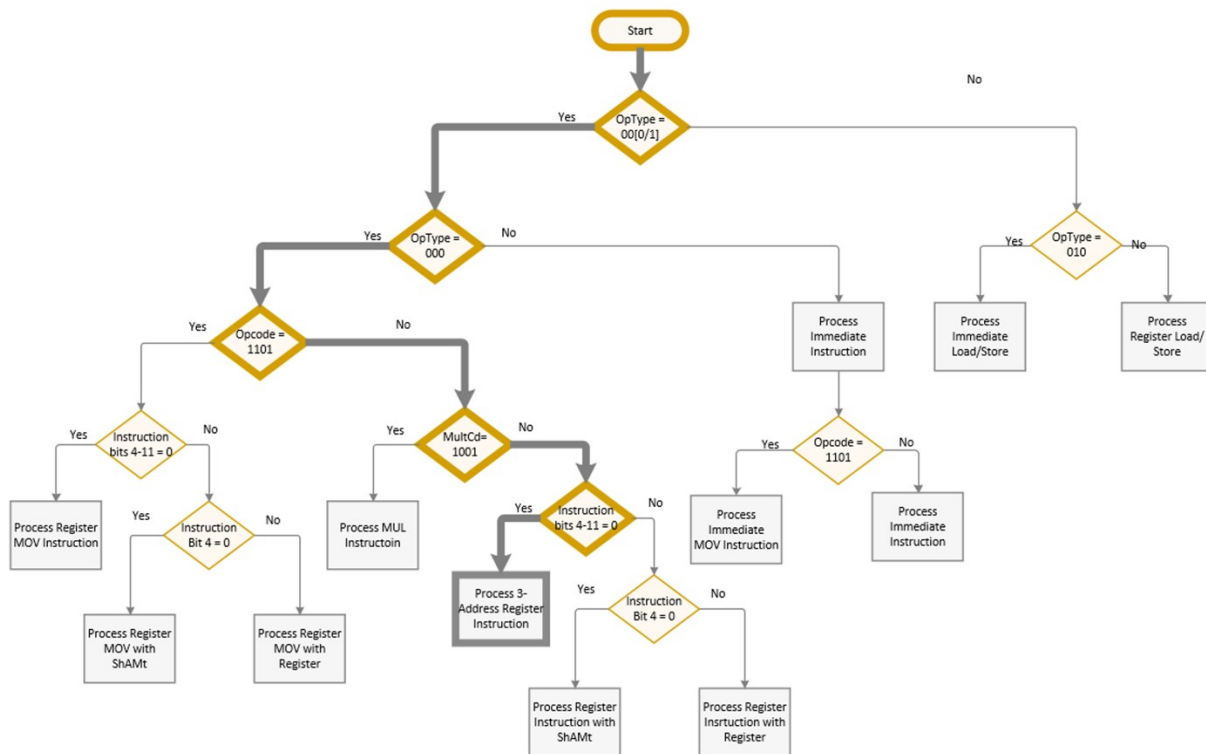 Start
No
Yes
OpType =
00[0/1]
Yes
OpType =
000
No
Yes
OpType =
010
No
Yes
Opcode =
1101
No
Process
Immediate
Instruction
Process
Immediate
Load/Store
Process
Register Load/
Store
Yes
Instruction
bits 4-11 = 0
No
Yes
MultCd=
1001
No
Yes
Opcode =
1101
No
Process Register
MOV Instruction
Yes
Instruction
Bit 4 = 0
No
Process MUL
Instructoin
Yes
Instruction
bits 4-11 = 0
No
Process
Immediate
MOV Instruction
Process
Immediate
Instruction
Process Register
MOV with
ShAMt
Process Register
MOV with
Register
Process 3-
Address Register
Instruction
Yes
Instruction
Bit 4 = 0
No
Process Register
Instruction with
ShAMt
Process Register
Insrtuction with
Register